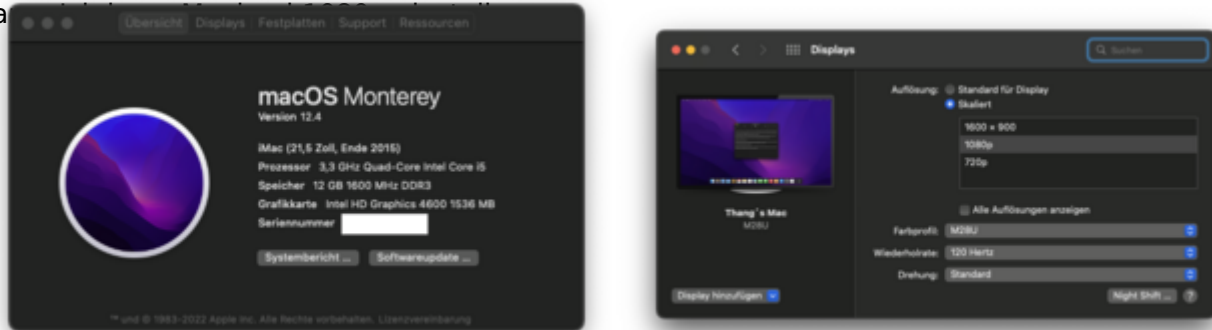 Übersicht Displays Festplatten Support Ressourcen
macOS Monterey
Version 12.4
iMac (21,5 Zoll, Ende 2015)
Prozessor 3,3 GHz Quad-Core Intel Core i5
Speicher 12 GB 1600 MHz DDR3
Grafikkarte Intel HD Graphics 4600 1536 MB
Seriennummer
Systembericht ...
Softwareupdate ...
™ und © 1983–2022 Apple Inc. Alle Rechte vorbehalten. Lizenzvereinbarung
Displays
Suchen
Auflösung: Standard für Display
Skaliert
1600 × 900
1080p
720p
Alle Auflösungen anzeigen
Thang´s Mac
M28U
Farbprofil: M28U
Wiederholrate: 120 Hertz
Drehung: Standard
Display hinzufügen
Night Shift ... ?